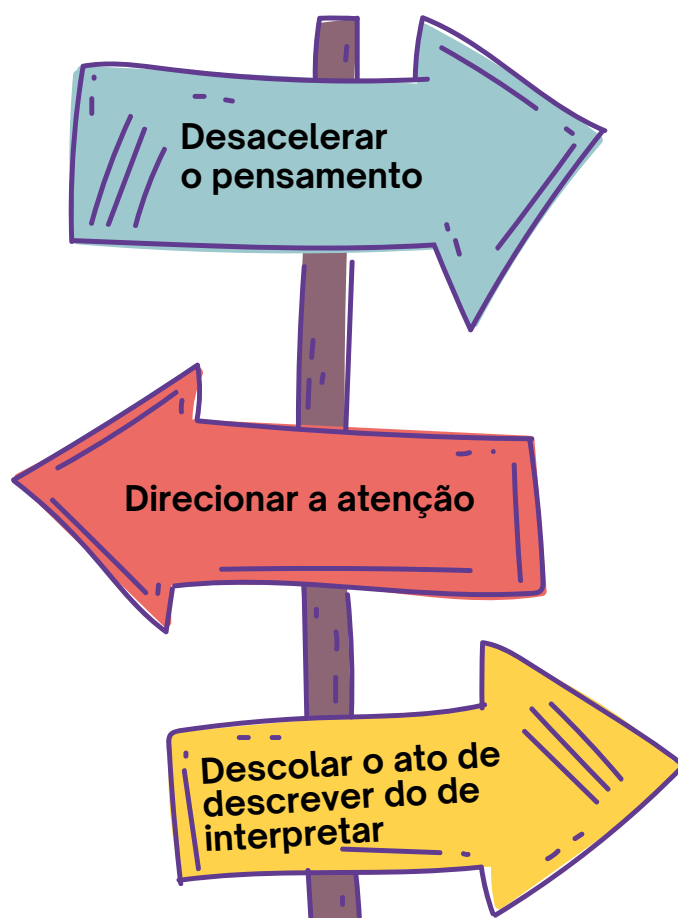 Desacelerar
o pensamento
Direcionar a atenção
Descolar o ato de
descrever do de
interpretar